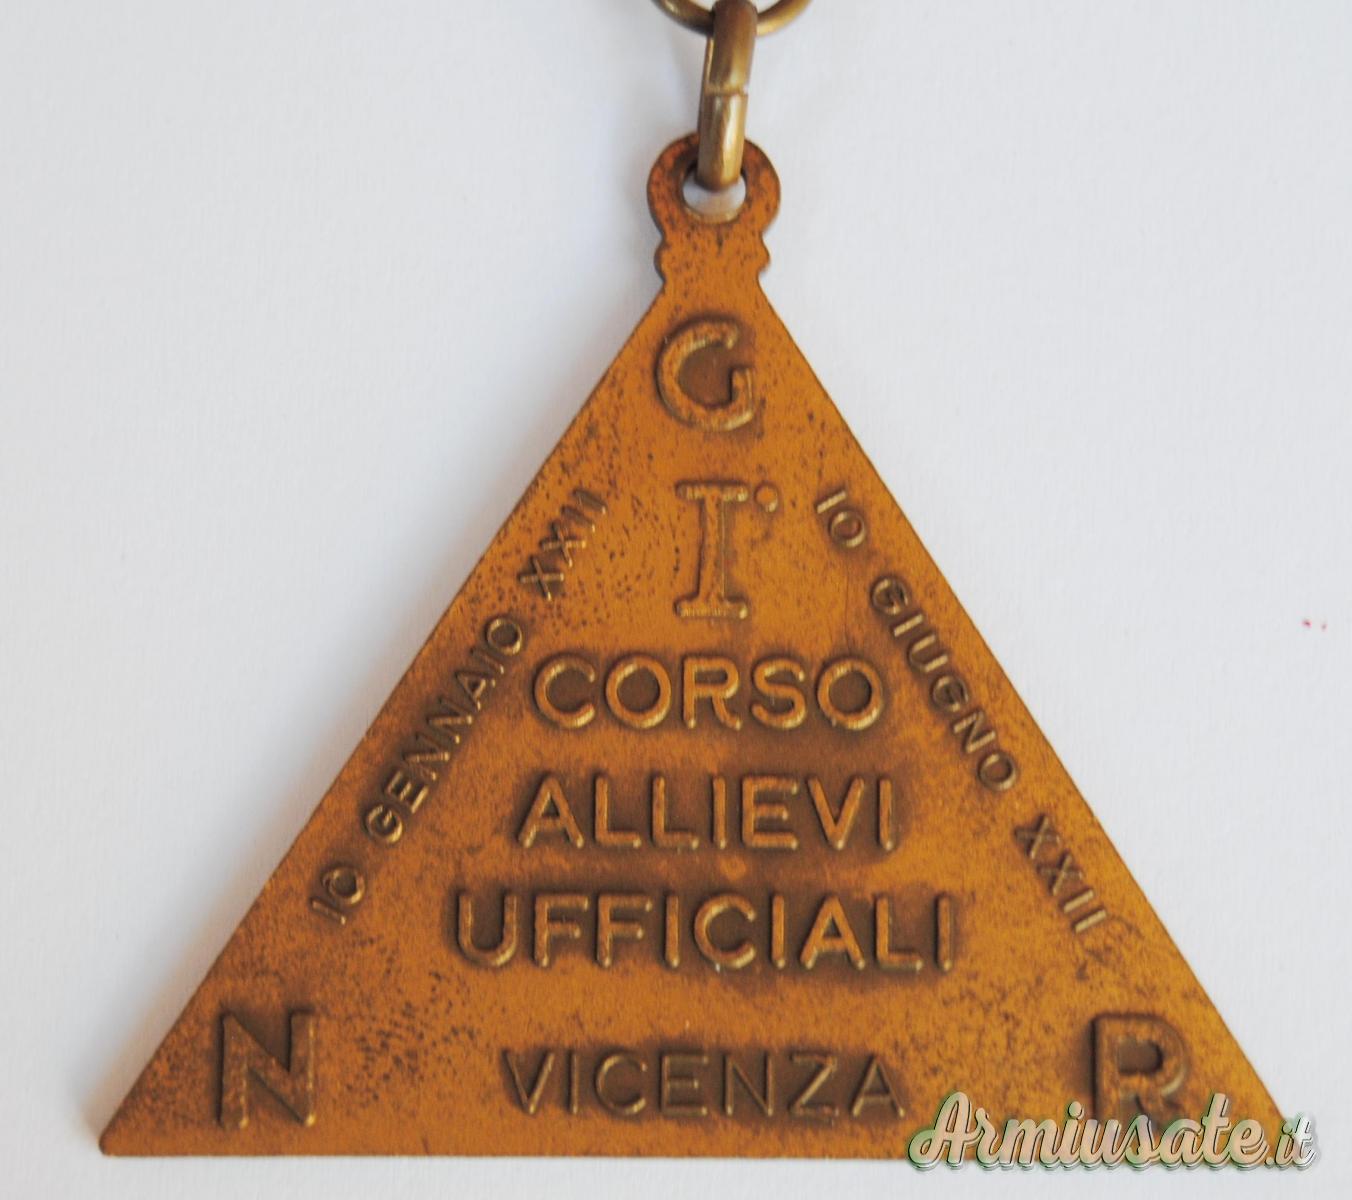 G
I°
10 GENNAIO XXII
10 GIUGNO XXII
CORSO
ALLIEVI
UFFICIALI
N
R
VICENZA
Armiusate.it